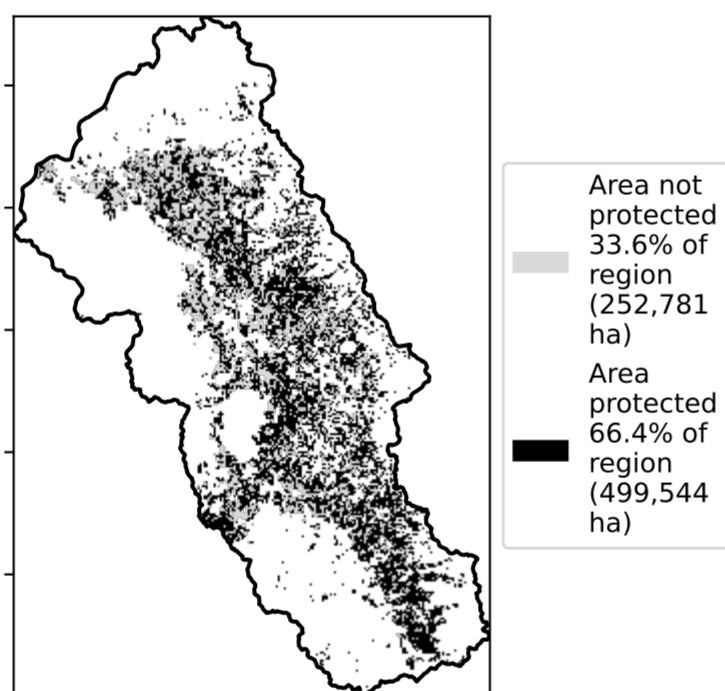 Area not
protected
33.6% of
region
(252,781
ha)
Area
protected
66.4% of
region
(499,544
ha)